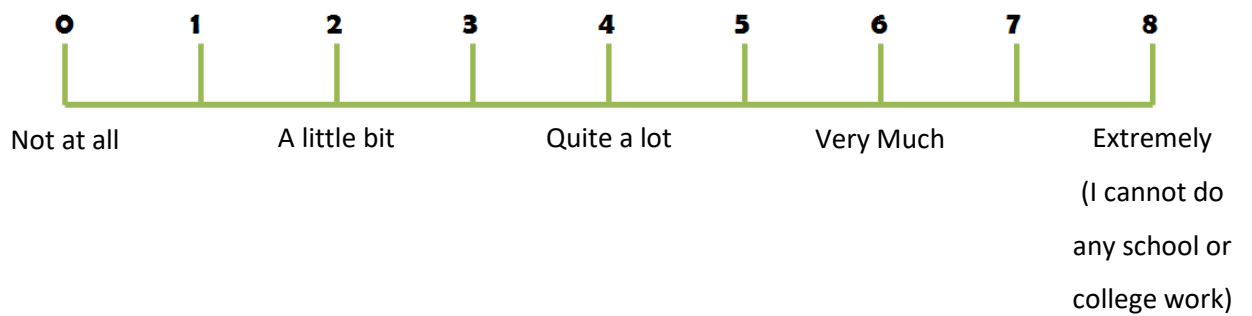 0 1 2 3 4 5 6 7 8
Not at all A little bit Quite a lot Very Much Extremely
(I cannot do
any school or
college work)